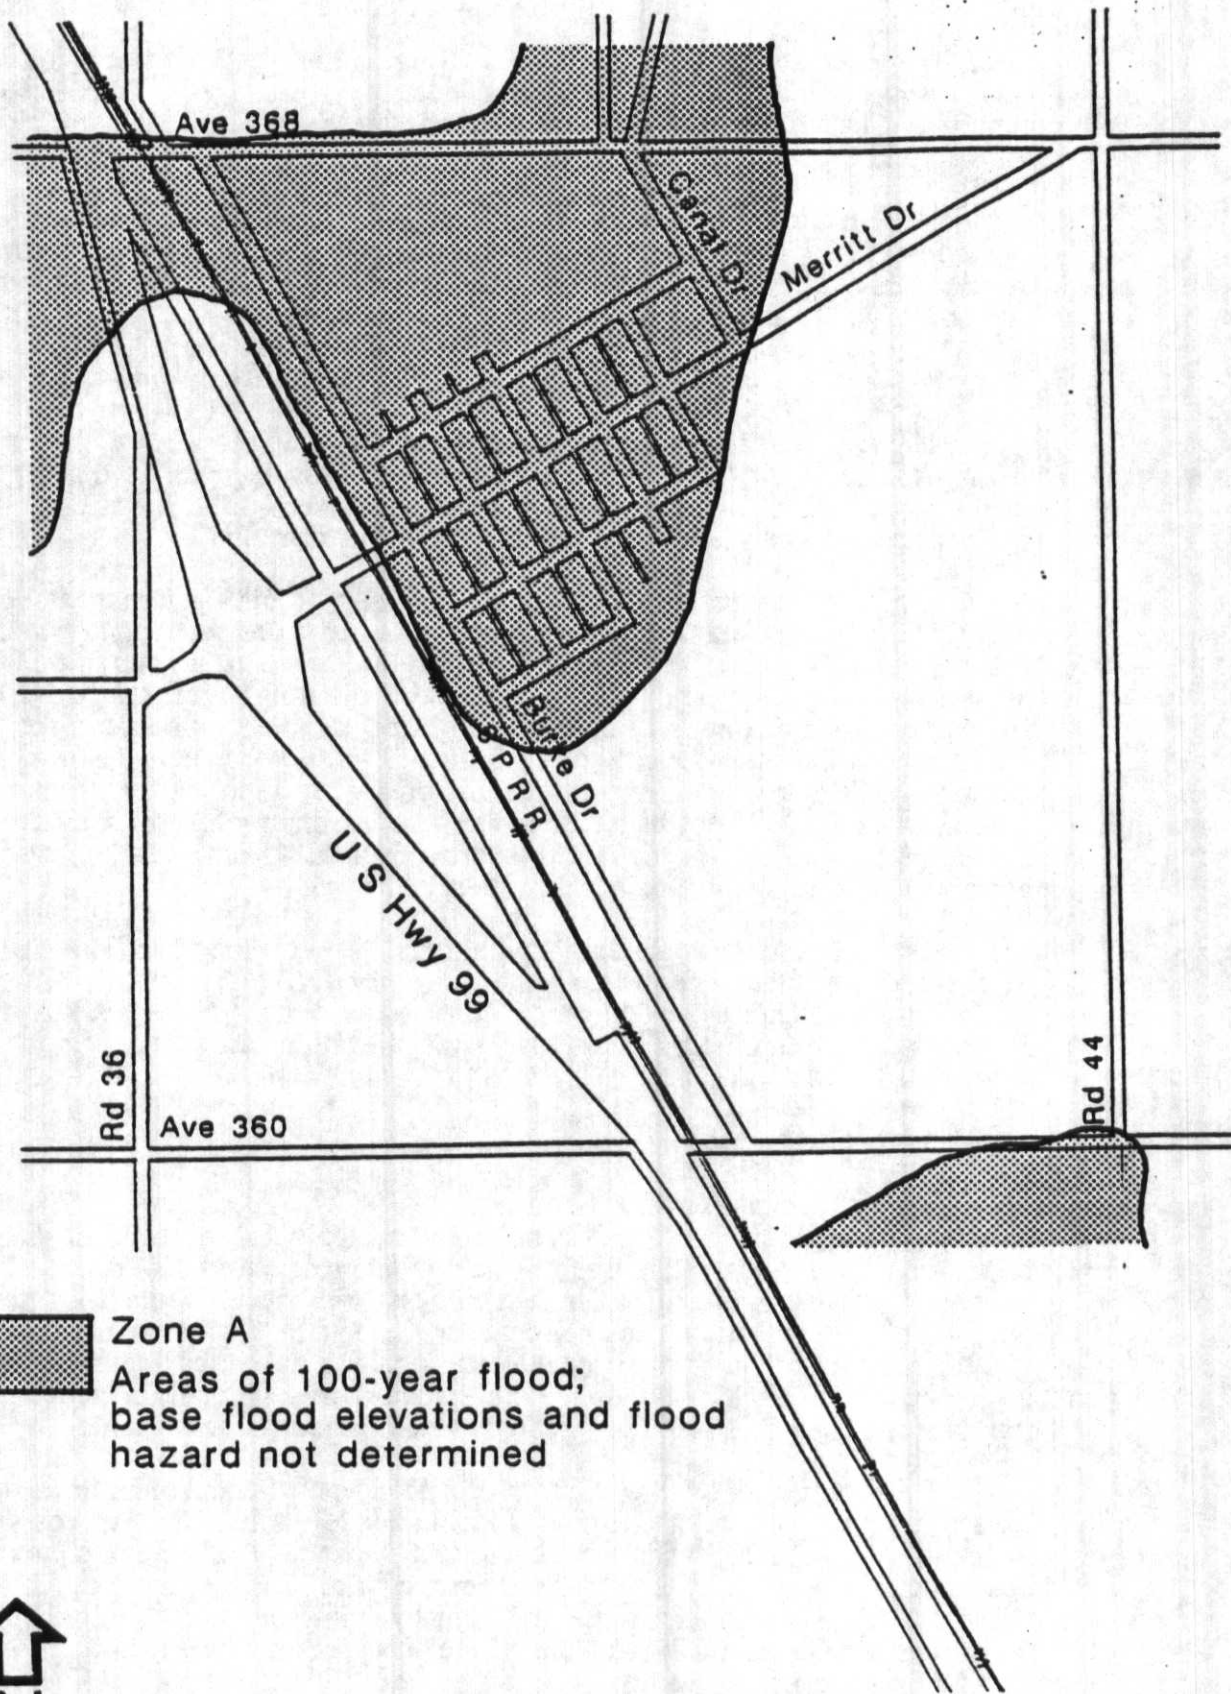 Ave 368
Canal Dr
Merritt Dr
Burke Dr
S P R R
U S Hwy 99
Rd 36
Ave 360
Rd 44
Zone A
Areas of 100-year flood;
base flood elevations and flood
hazard not determined